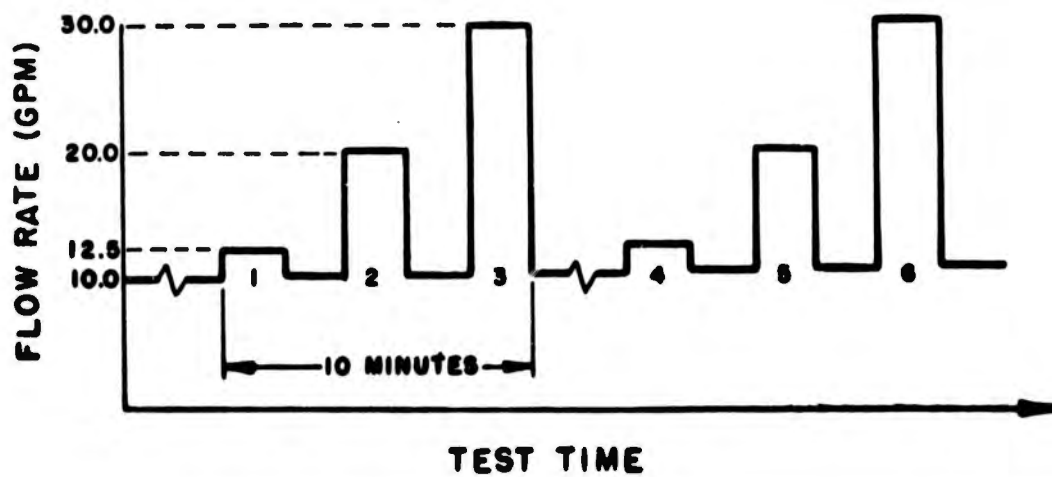 FLOW RATE (GPM)
30.0
20.0
12.5
10.0
1 2 3 4 5 6
10 MINUTES
TEST TIME